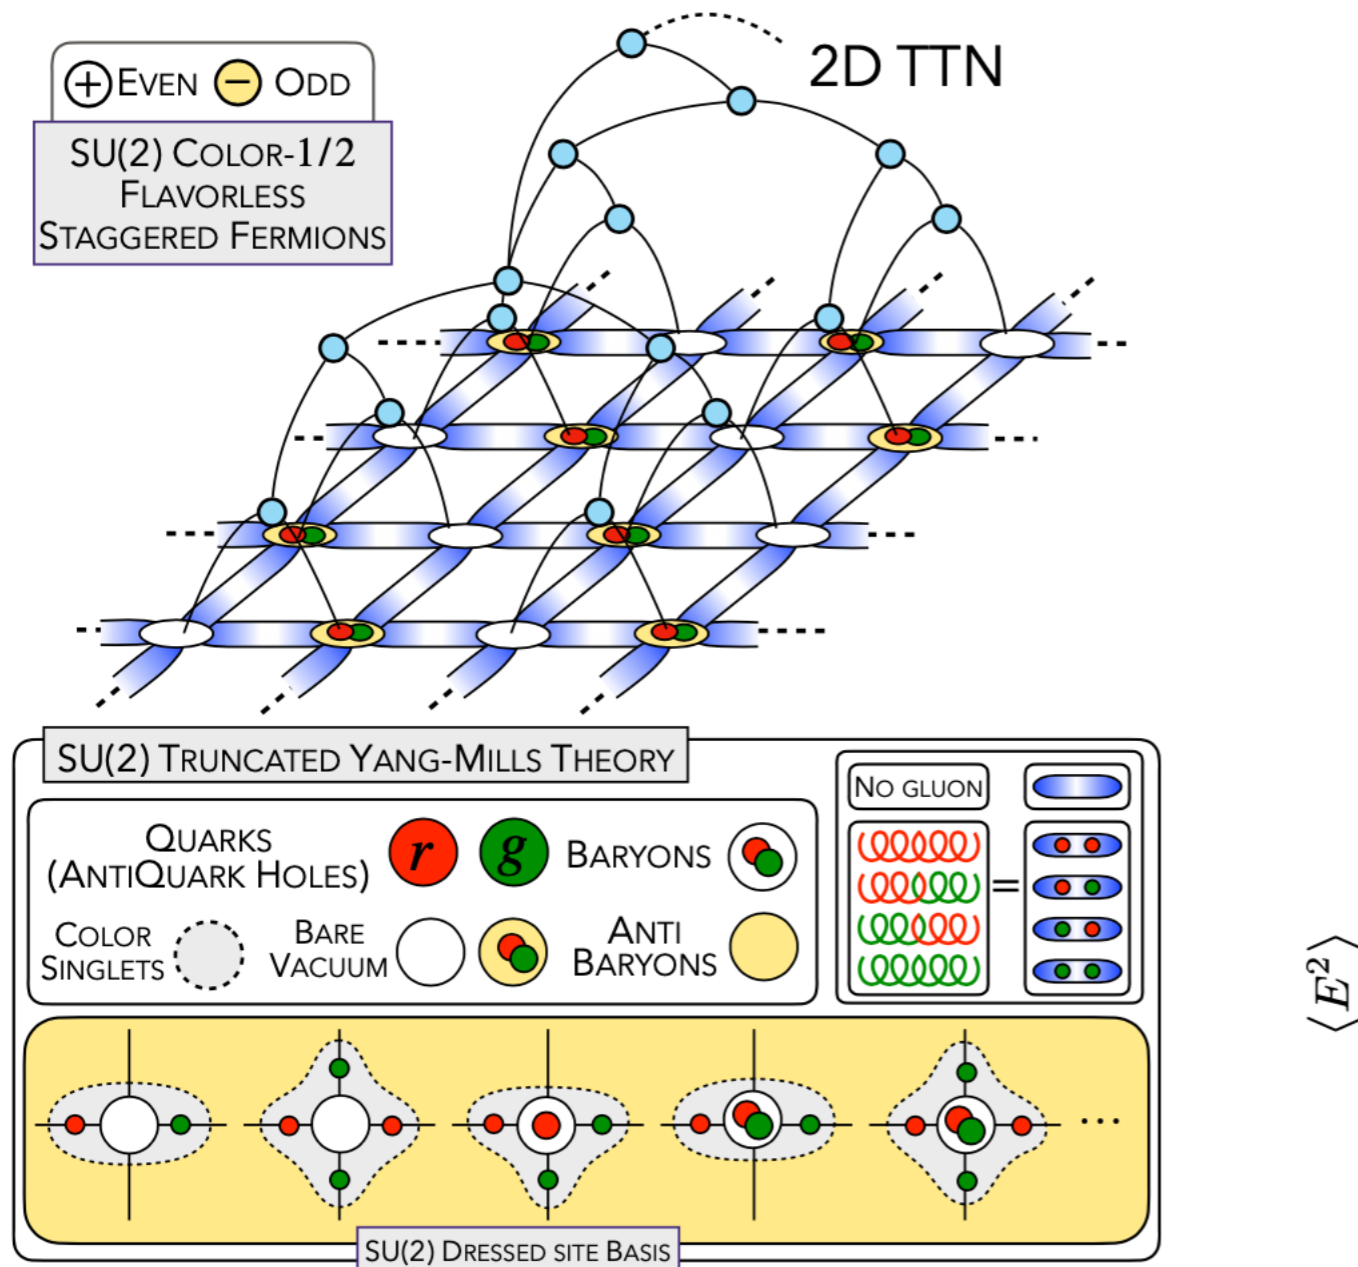 2D TTN
+ EVEN − ODD
SU(2) COLOR-1/2
FLAVORLESS
STAGGERED FERMIONS
SU(2) TRUNCATED YANG-MILLS THEORY
QUARKS
(ANTIQUARK HOLES)
r g
BARYONS
COLOR
SINGLETS
BARE
VACUUM
ANTI
BARYONS
NO GLUON
=
...
SU(2) DRESSED SITE BASIS
⟨E²⟩